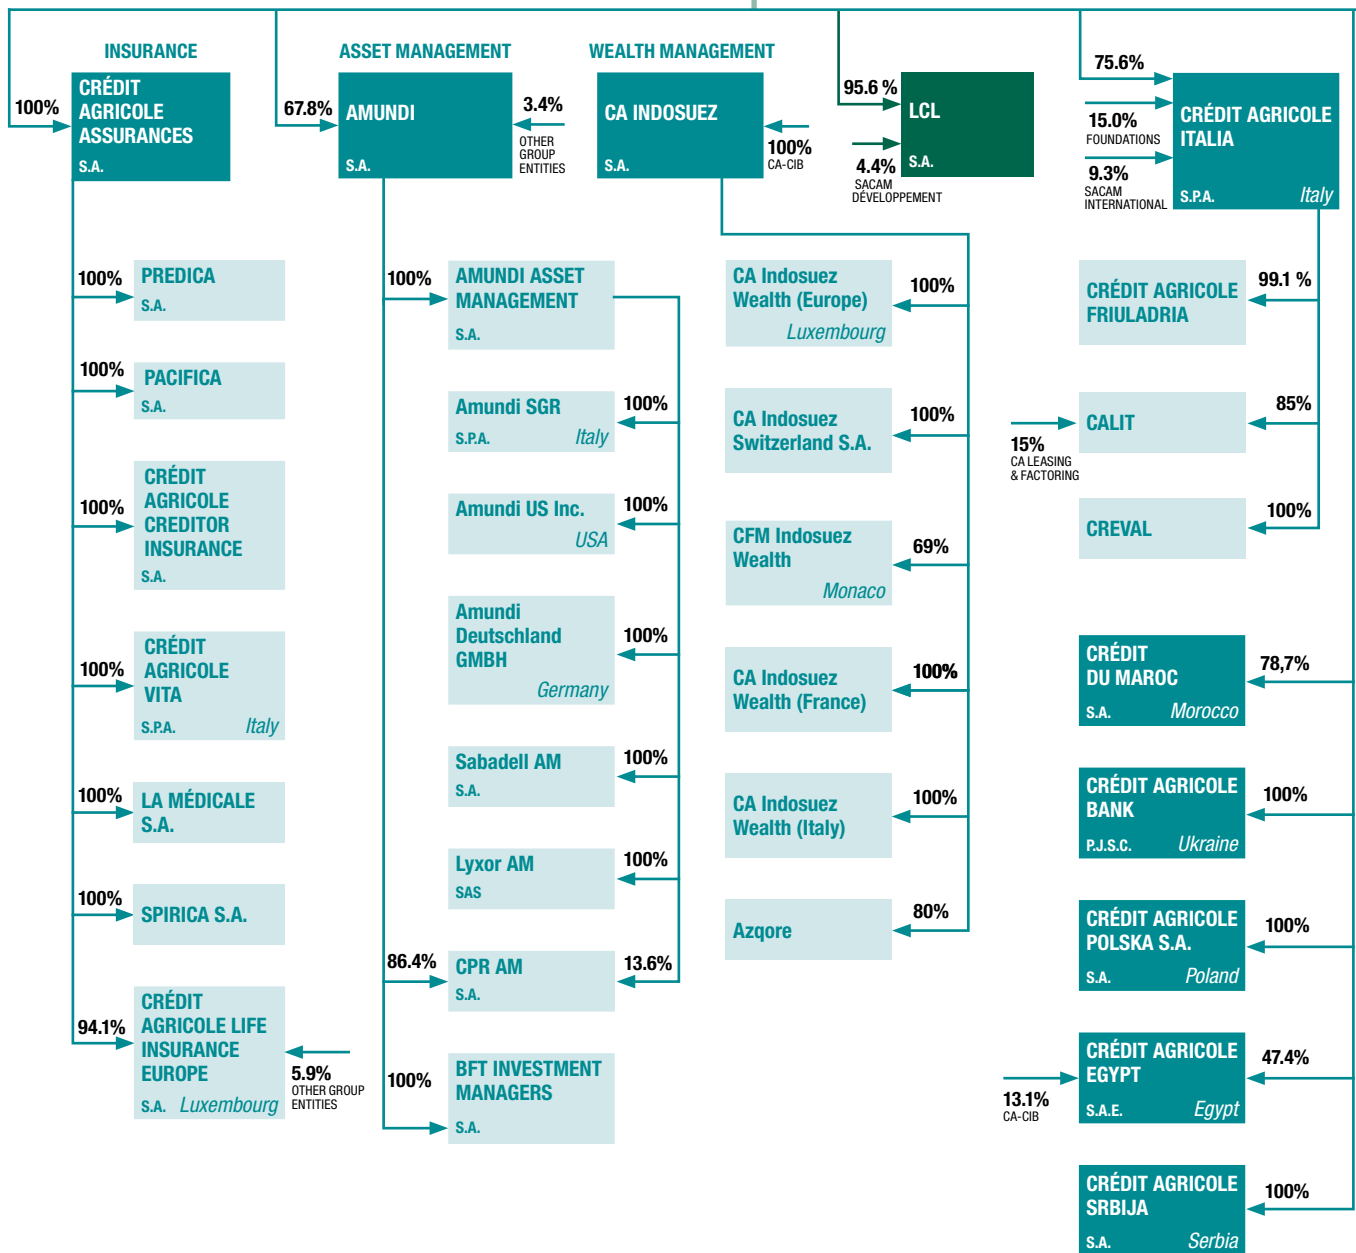 INSURANCE
100%
CRÉDIT
AGRICOLE
ASSURANCES
S.A.
100%
PREDICA
S.A.
100%
PACIFICA
S.A.
100%
CRÉDIT
AGRICOLE
CREDITOR
INSURANCE
S.A.
100%
CRÉDIT
AGRICOLE
VITA
S.P.A. Italy
100%
LA MÉDICALE
S.A.
100%
SPIRICA S.A.
94.1%
CRÉDIT
AGRICOLE LIFE
INSURANCE
EUROPE
S.A. Luxembourg
5.9%
OTHER GROUP
ENTITIES
ASSET MANAGEMENT
67.8%
AMUNDI
S.A.
3.4%
OTHER
GROUP
ENTITIES
100%
AMUNDI ASSET
MANAGEMENT
S.A.
Amundi SGR
S.P.A. Italy
100%
Amundi US Inc.
USA
100%
Amundi
Deutschland
GMBH
Germany
100%
Sabadell AM
S.A.
100%
Lyxor AM
SAS
100%
86.4%
CPR AM
S.A.
13.6%
100%
BFT INVESTMENT
MANAGERS
S.A.
WEALTH MANAGEMENT
CA INDOSUEZ
S.A.
100%
CA-CIB
CA Indosuez
Wealth (Europe)
Luxembourg
100%
CA Indosuez
Switzerland S.A.
100%
CFM Indosuez
Wealth
Monaco
69%
CA Indosuez
Wealth (France)
100%
CA Indosuez
Wealth (Italy)
100%
Azqore
80%
95.6 %
LCL
S.A.
4.4%
SACAM
DÉVELOPPEMENT
75.6%
15.0%
FOUNDATIONS
9.3%
SACAM
INTERNATIONAL
CRÉDIT AGRICOLE
ITALIA
S.P.A. Italy
CRÉDIT AGRICOLE
FRIULADRIA
99.1 %
15%
CA LEASING
& FACTORING
CALIT
85%
CREVAL
100%
CRÉDIT
DU MAROC
S.A. Morocco
78,7%
CRÉDIT AGRICOLE
BANK
P.J.S.C. Ukraine
100%
CRÉDIT AGRICOLE
POLSKA S.A.
S.A. Poland
100%
13.1%
CA-CIB
CRÉDIT AGRICOLE
EGYPT
S.A.E. Egypt
47.4%
CRÉDIT AGRICOLE
SRBIJA
S.A. Serbia
100%